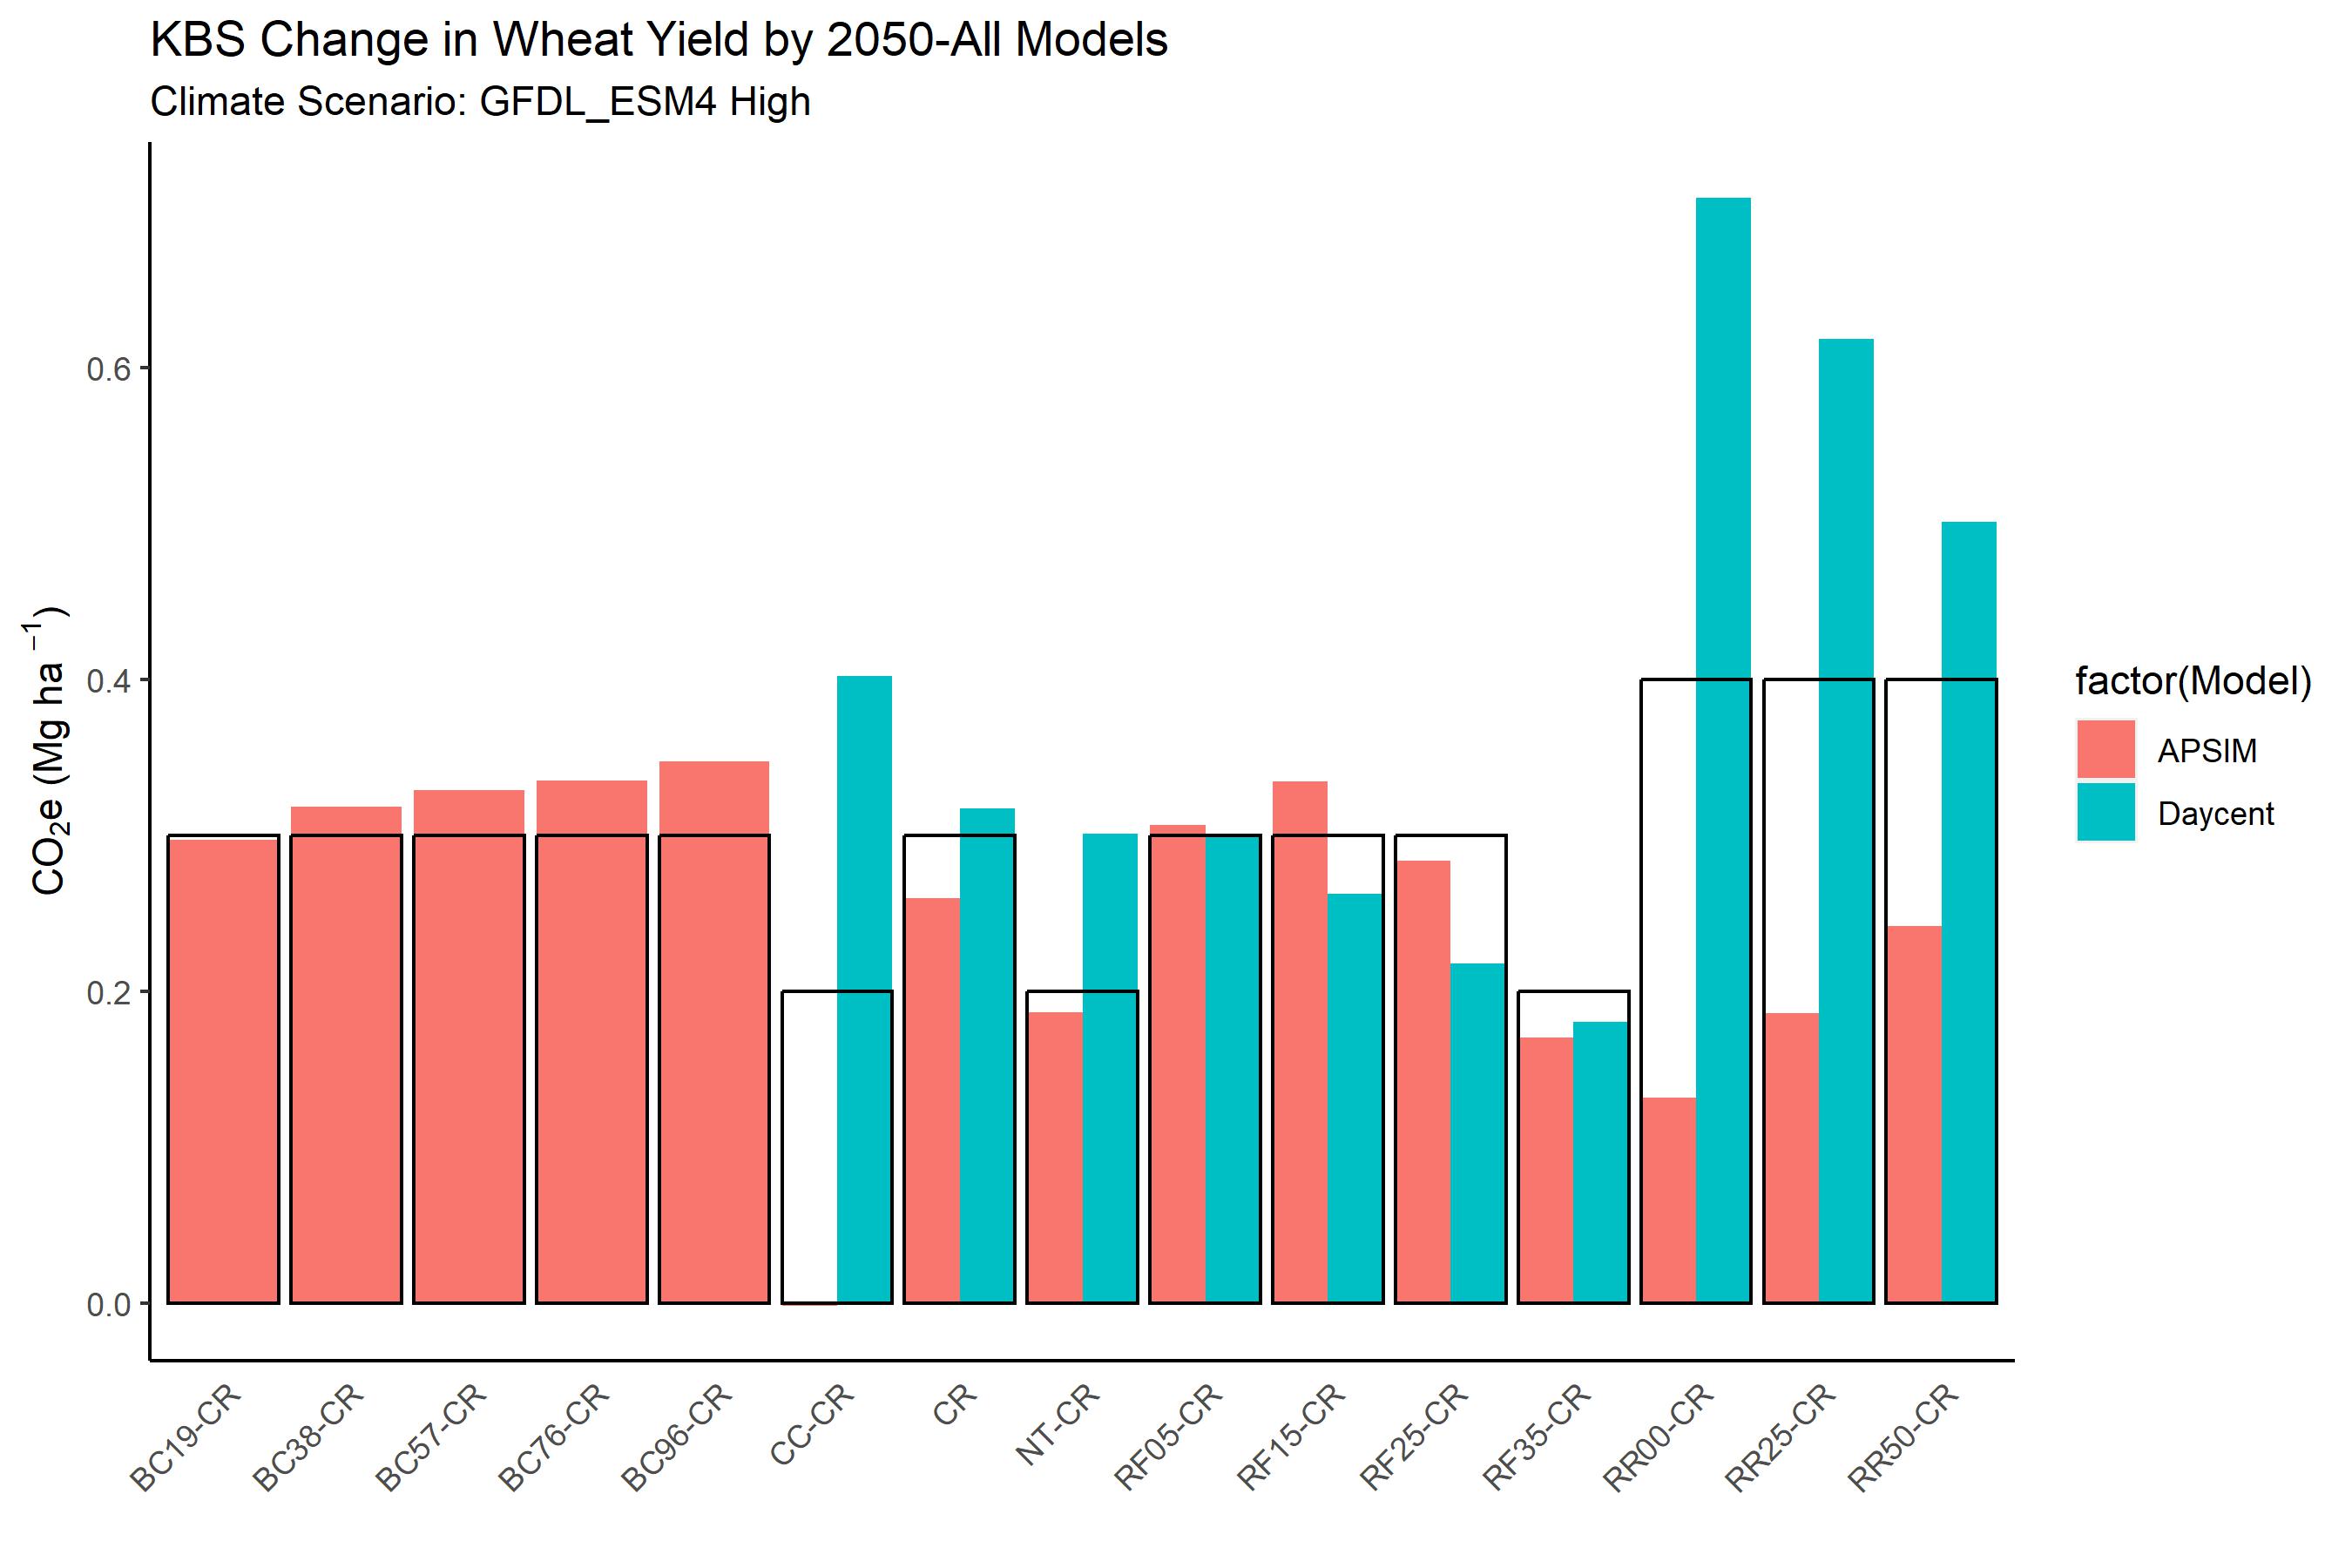 KBS Change in Wheat Yield by 2050-All Models
Climate Scenario: GFDL_ESM4 High
CO₂e (Mg ha ⁻¹)
0.6
0.4
0.2
0.0
BC19-CR
BC38-CR
BC57-CR
BC76-CR
BC96-CR
CC-CR
CR
NT-CR
RF05-CR
RF15-CR
RF25-CR
RF35-CR
RR00-CR
RR25-CR
RR50-CR
factor(Model)
APSIM
Daycent